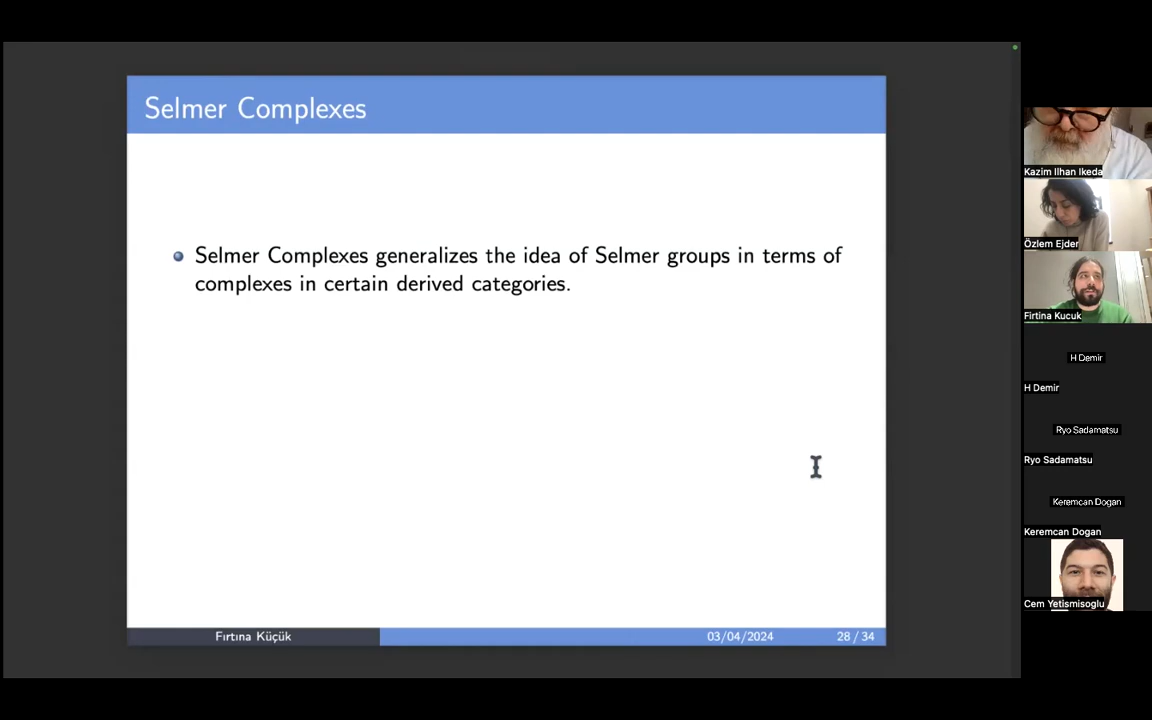 Selmer Complexes
Selmer Complexes generalizes the idea of Selmer groups in terms of
complexes in certain derived categories.
Fırtına Küçük
03/04/2024
28 / 34
Kazim Ilhan Ikeda
Özlem Ejder
Firtina Kucuk
H Demir
H Demir
Ryo Sadamatsu
Ryo Sadamatsu
Keremcan Dogan
Keremcan Dogan
Cem Yetismisoglu